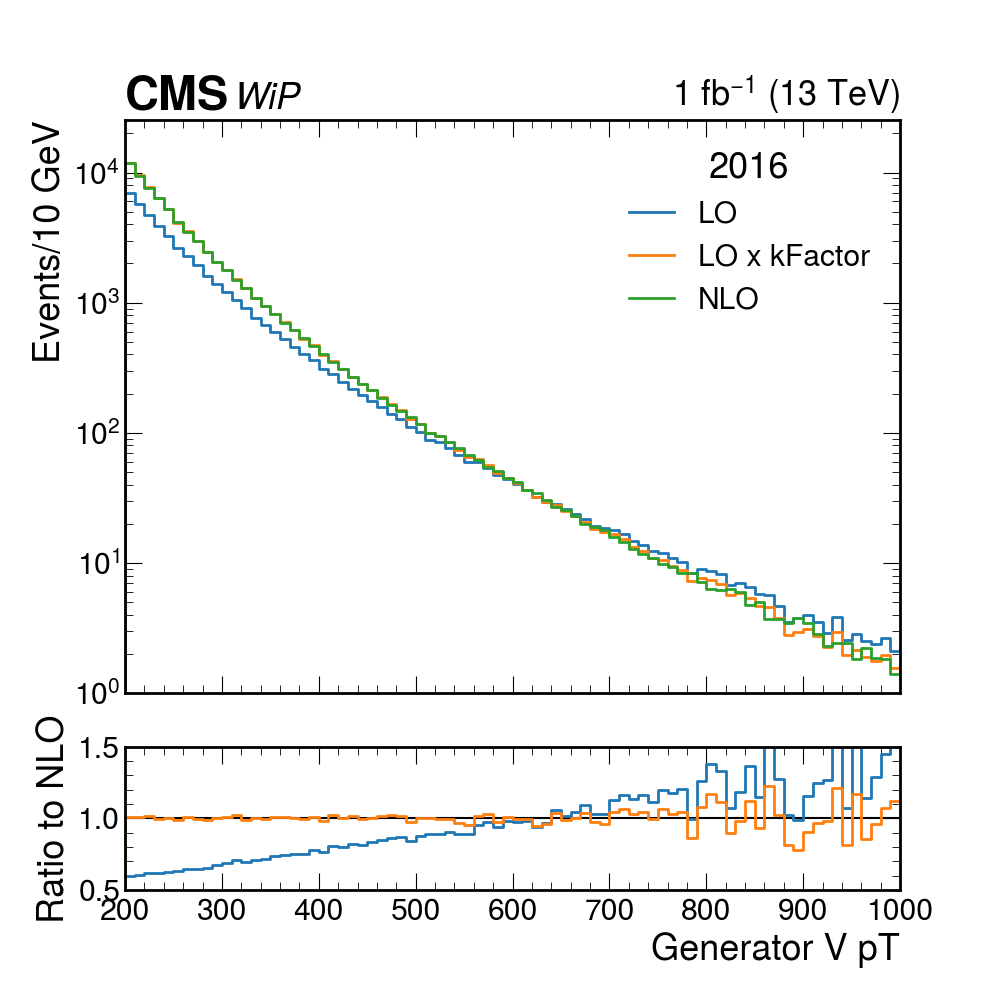 CMS WiP
1 fb⁻¹ (13 TeV)
Events/10 GeV
10⁴
10³
10²
10¹
10⁰
2016
LO
LO x kFactor
NLO
Ratio to NLO
1.5
1.0
0.5
200 300 400 500 600 700 800 900 1000
Generator V pT